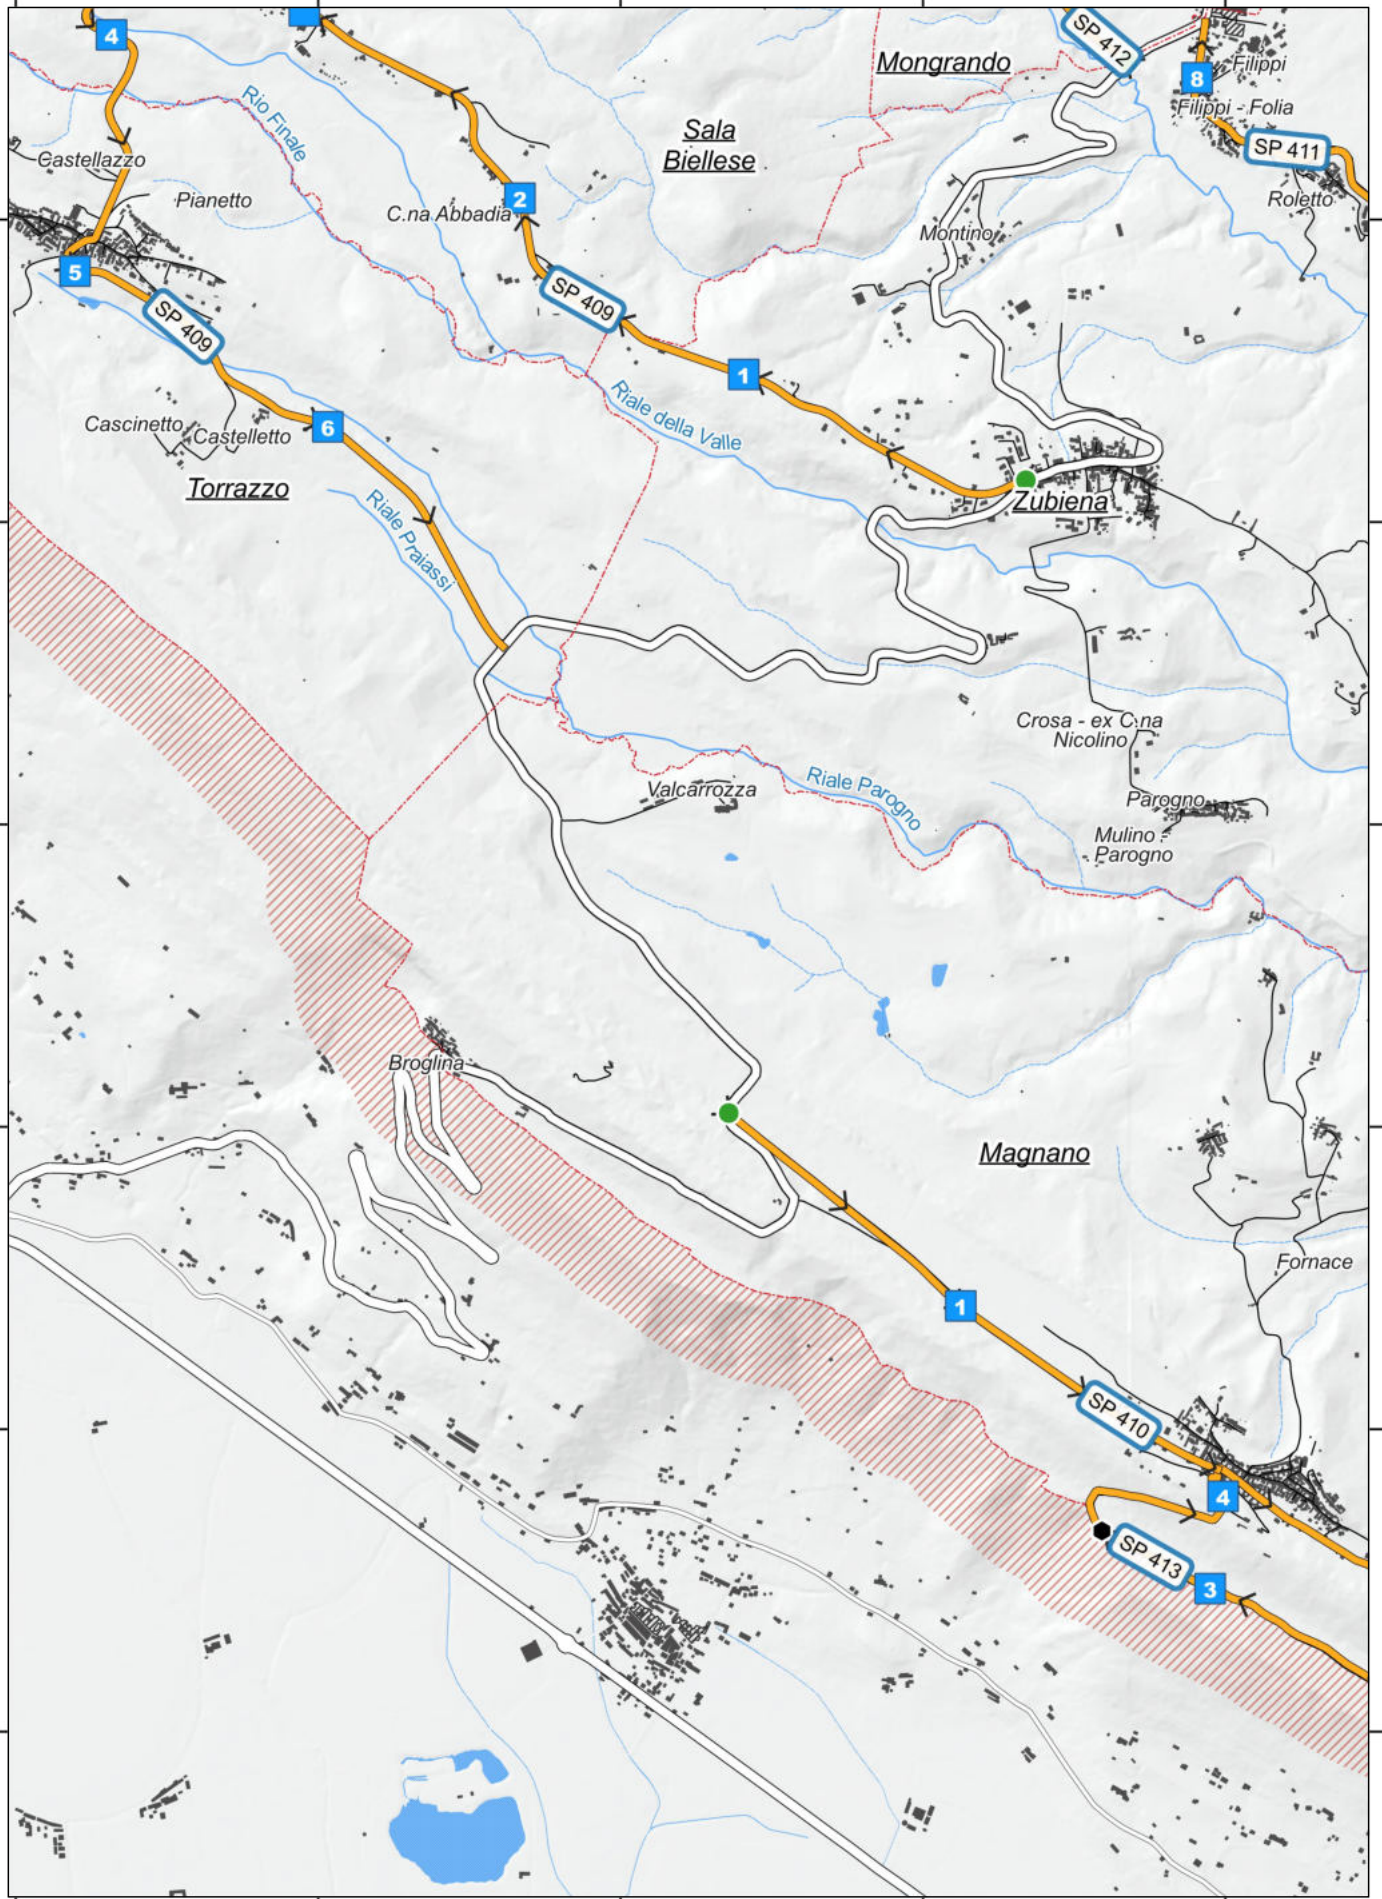 4
SP 412
Mongrando
Filippi
8
Filippi - Folia
Rio Finale
Sala
Biellese
SP 411
Castellazzo
Pianetto
2
C.na Abbadia
Roletto
Montino
5
SP 409
SP 409
1
Riale della Valle
Cascinetto
Castelletto
6
Torrazzo
Zubiena
Riale Praiassi
Crosa - ex C.na
Nicolino
Valcarrozza
Riale Parogno
Parogno
Mulino -
Parogno
Broglina
Magnano
Fornace
1
SP 410
4
SP 413
3